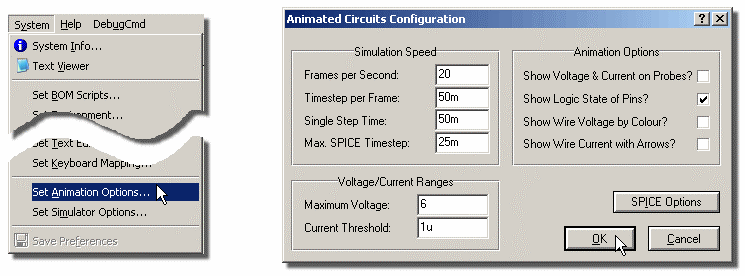 System Help DebugCmd
System Info...
Text Viewer
Set BOM Scripts...
Set Environment...
Set Keyboard Mapping...
Set Animation Options...
Set Simulator Options...
Save Preferences
Animated Circuits Configuration
Simulation Speed
Frames per Second: 20
Timestep per Frame: 50m
Single Step Time: 50m
Max. SPICE Timestep: 25m
Voltage/Current Ranges
Maximum Voltage: 6
Current Threshold: 1u
Animation Options
Show Voltage & Current on Probes?
Show Logic State of Pins?
Show Wire Voltage by Colour?
Show Wire Current with Arrows?
SPICE Options
OK
Cancel